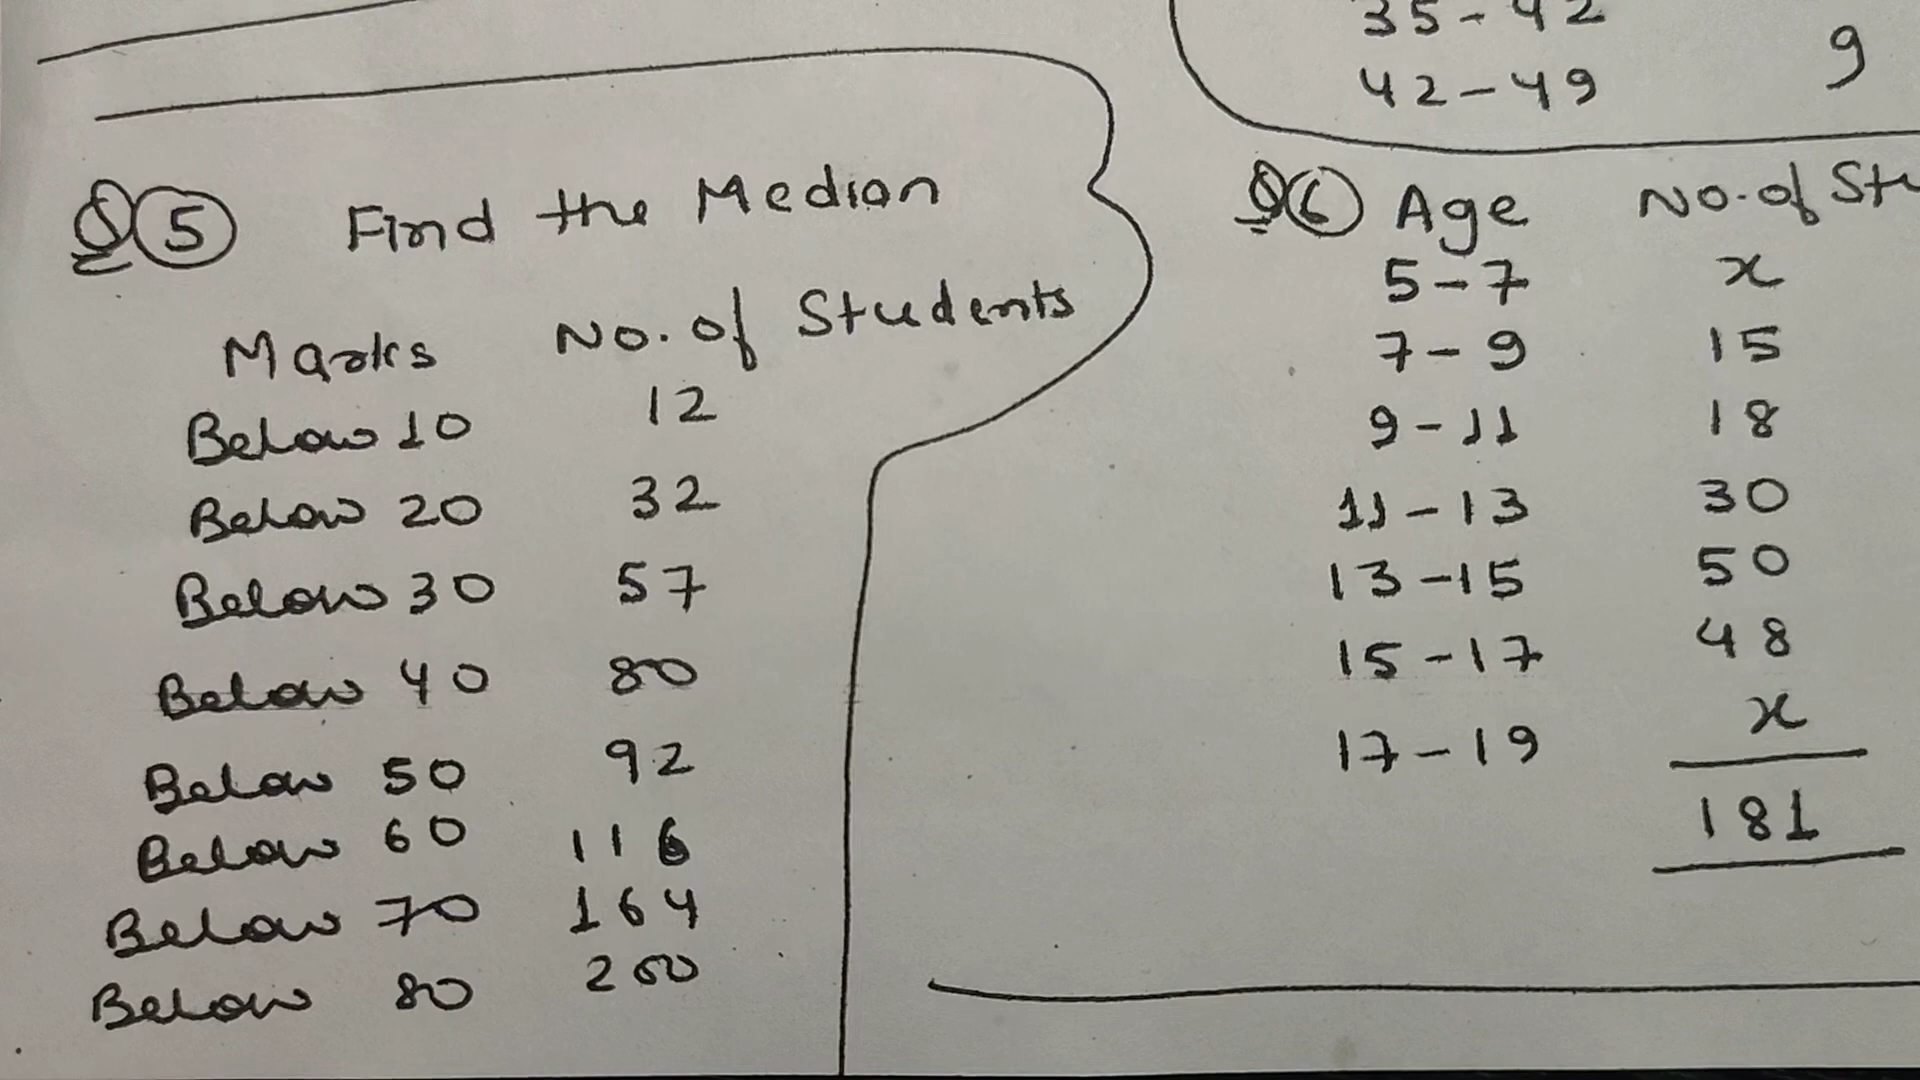 35-42
42-49 9
Q5 Find the Median
Marks No. of Students
Below 10 12
Below 20 32
Below 30 57
Below 40 80
Below 50 92
Below 60 116
Below 70 164
Below 80 200
Q6 Age No. of Stu
5-7 x
7-9 15
9-11 18
11-13 30
13-15 50
15-17 48
17-19 x
181